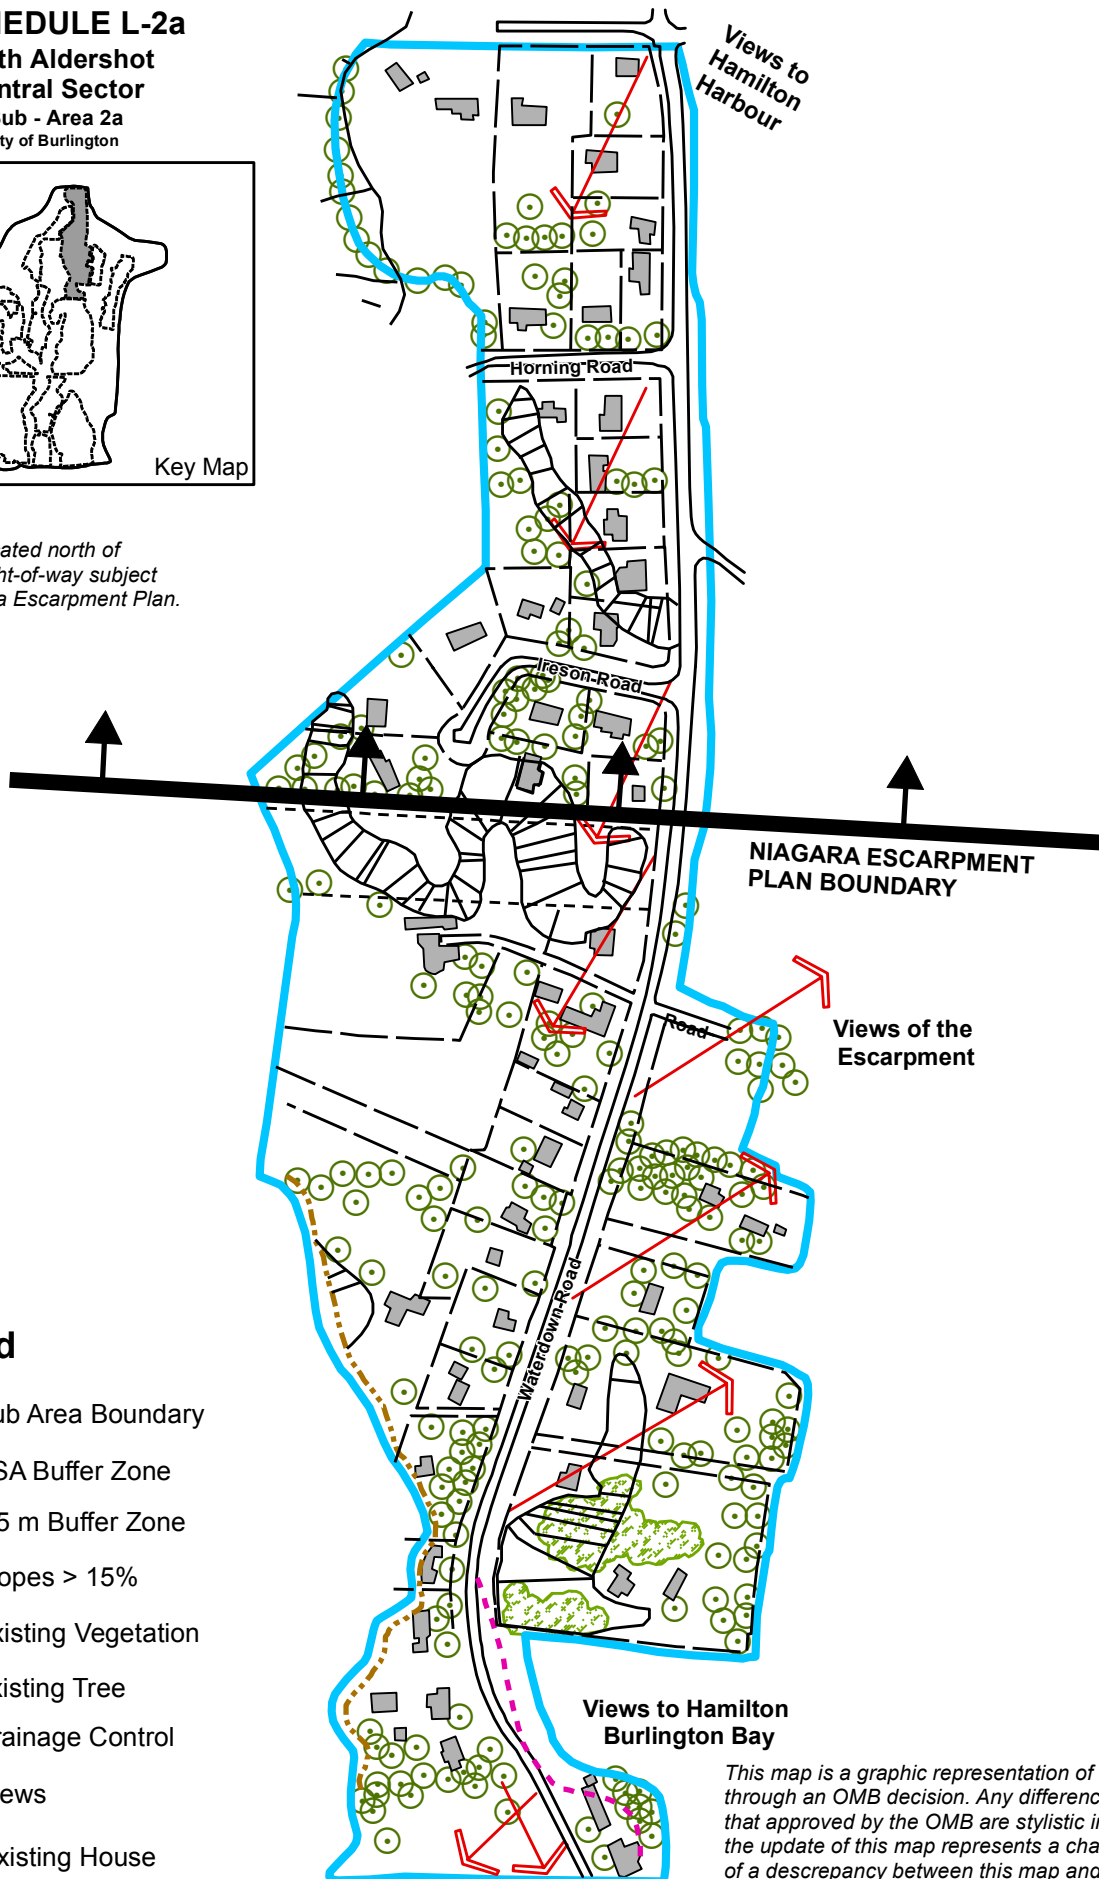 EDULE L-2a
th Aldershot
ntral Sector
ub - Area 2a
ty of Burlington
Key Map
ated north of
ht-of-way subject
a Escarpment Plan.
Views to
Hamilton
Harbour
Horning Road
Ireson Road
NIAGARA ESCARPMENT
PLAN BOUNDARY
Road
Views of the
Escarpment
Waterdown Road
d
ub Area Boundary
SA Buffer Zone
5 m Buffer Zone
opes > 15%
xisting Vegetation
xisting Tree
rainage Control
ews
xisting House
Views to Hamilton
Burlington Bay
This map is a graphic representation of
through an OMB decision. Any differenc
that approved by the OMB are stylistic i
the update of this map represents a cha
of a descrepancy between this map and